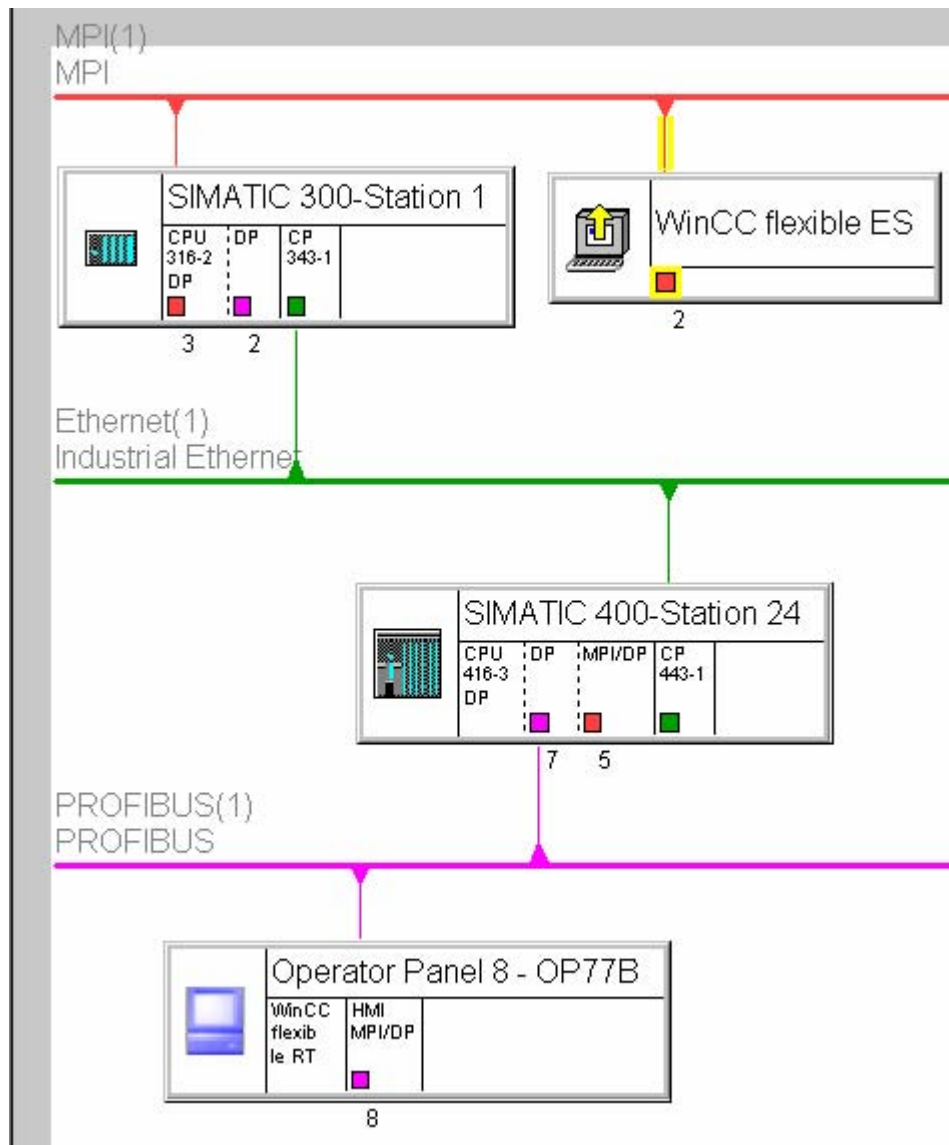 MPI(1)
MPI
SIMATIC 300-Station 1
CPU 316-2 DP
DP
CP 343-1
3
2
WinCC flexible ES
2
Ethernet(1)
Industrial Ethernet
SIMATIC 400-Station 24
CPU 416-3 DP
DP
MPI/DP
CP 443-1
7
5
PROFIBUS(1)
PROFIBUS
Operator Panel 8 - OP77B
WinCC flexib le RT
HMI MPI/DP
8